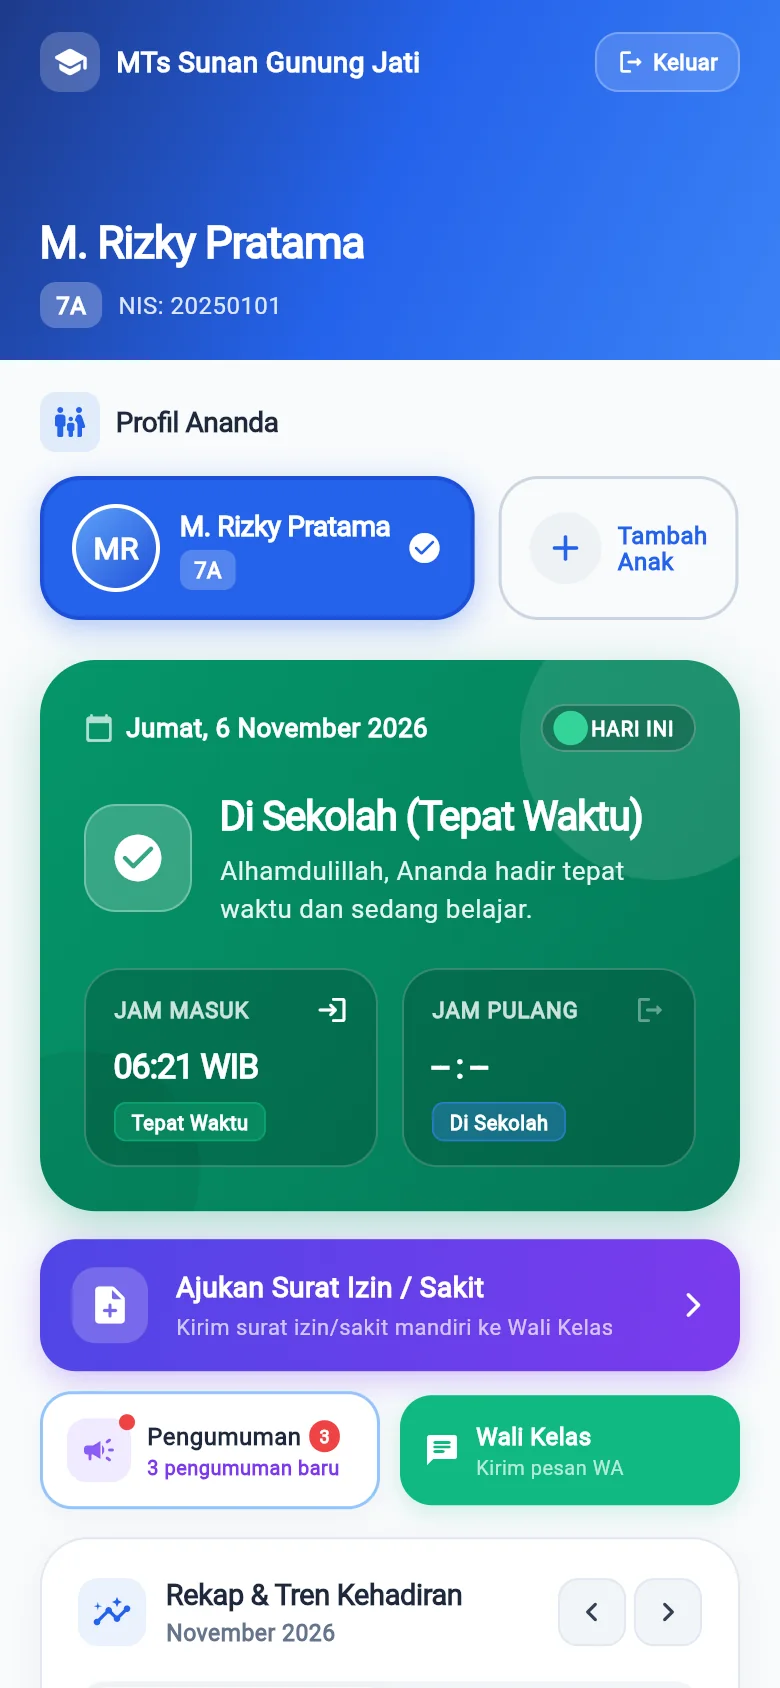 MTs Sunan Gunung Jati
Keluar
M. Rizky Pratama
7A
NIS: 20250101
Profil Ananda
MR
M. Rizky Pratama
7A
Tambah
Anak
Jumat, 6 November 2026
HARI INI
Di Sekolah (Tepat Waktu)
Alhamdulillah, Ananda hadir tepat
waktu dan sedang belajar.
JAM MASUK
06:21 WIB
Tepat Waktu
JAM PULANG
– : –
Di Sekolah
Ajukan Surat Izin / Sakit
Kirim surat izin/sakit mandiri ke Wali Kelas
Pengumuman 3
3 pengumuman baru
Wali Kelas
Kirim pesan WA
Rekap & Tren Kehadiran
November 2026